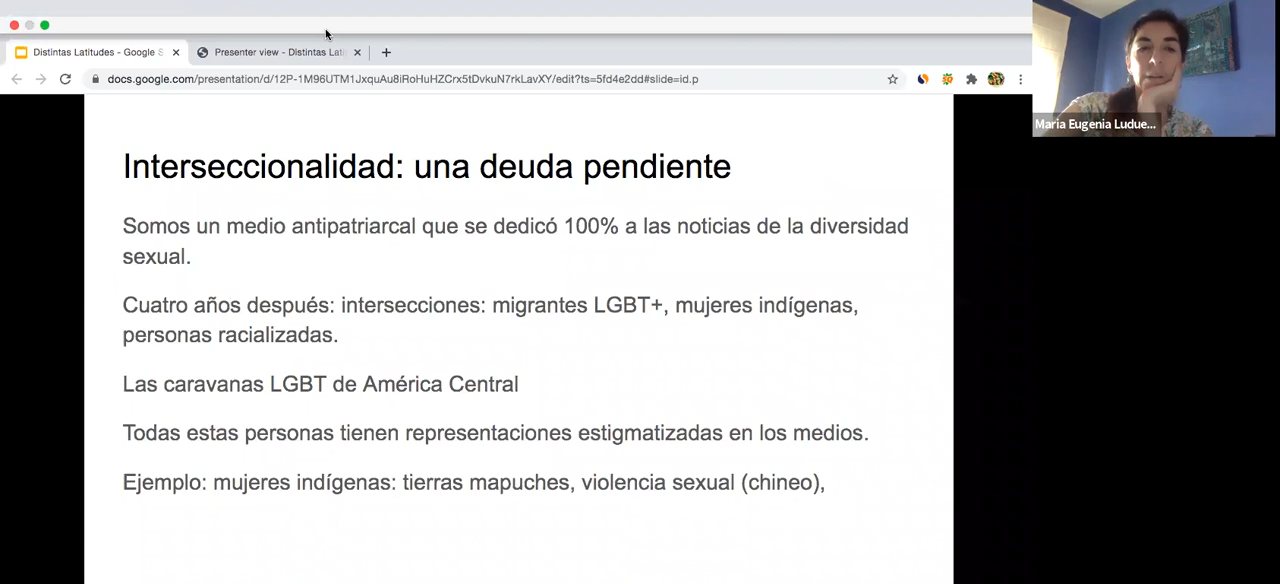 Distintas Latitudes - Google S
Presenter view - Distintas Lati
docs.google.com/presentation/d/12P-1M96UTM1JxquAu8iRoHuHZCrx5tDvkuN7rkLavXY/edit?ts=5fd4e2dd#slide=id.p
Maria Eugenia Ludue...
Interseccionalidad: una deuda pendiente
Somos un medio antipatriarcal que se dedicó 100% a las noticias de la diversidad
sexual.
Cuatro años después: intersecciones: migrantes LGBT+, mujeres indígenas,
personas racializadas.
Las caravanas LGBT de América Central
Todas estas personas tienen representaciones estigmatizadas en los medios.
Ejemplo: mujeres indígenas: tierras mapuches, violencia sexual (chineo),